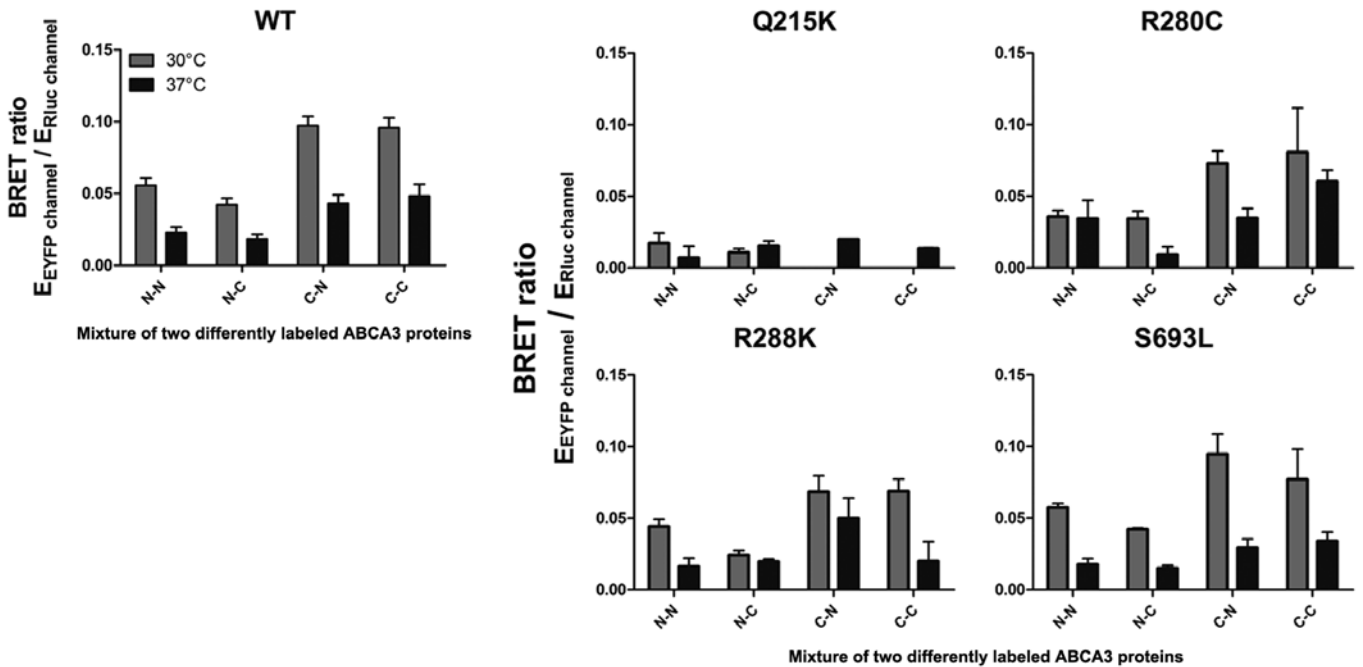 WT
BRET ratio
EEYFP channel / ERluc channel
0.15
0.10
0.05
0.00
30°C
37°C
N-N
N-C
C-N
C-C
Mixture of two differently labeled ABCA3 proteins
BRET ratio
EEYFP channel / ERluc channel
Q215K
0.15
0.10
0.05
0.00
N-N
N-C
C-N
C-C
R280C
0.15
0.10
0.05
0.00
N-N
N-C
C-N
C-C
R288K
0.15
0.10
0.05
0.00
N-N
N-C
C-N
C-C
S693L
0.15
0.10
0.05
0.00
N-N
N-C
C-N
C-C
Mixture of two differently labeled ABCA3 proteins